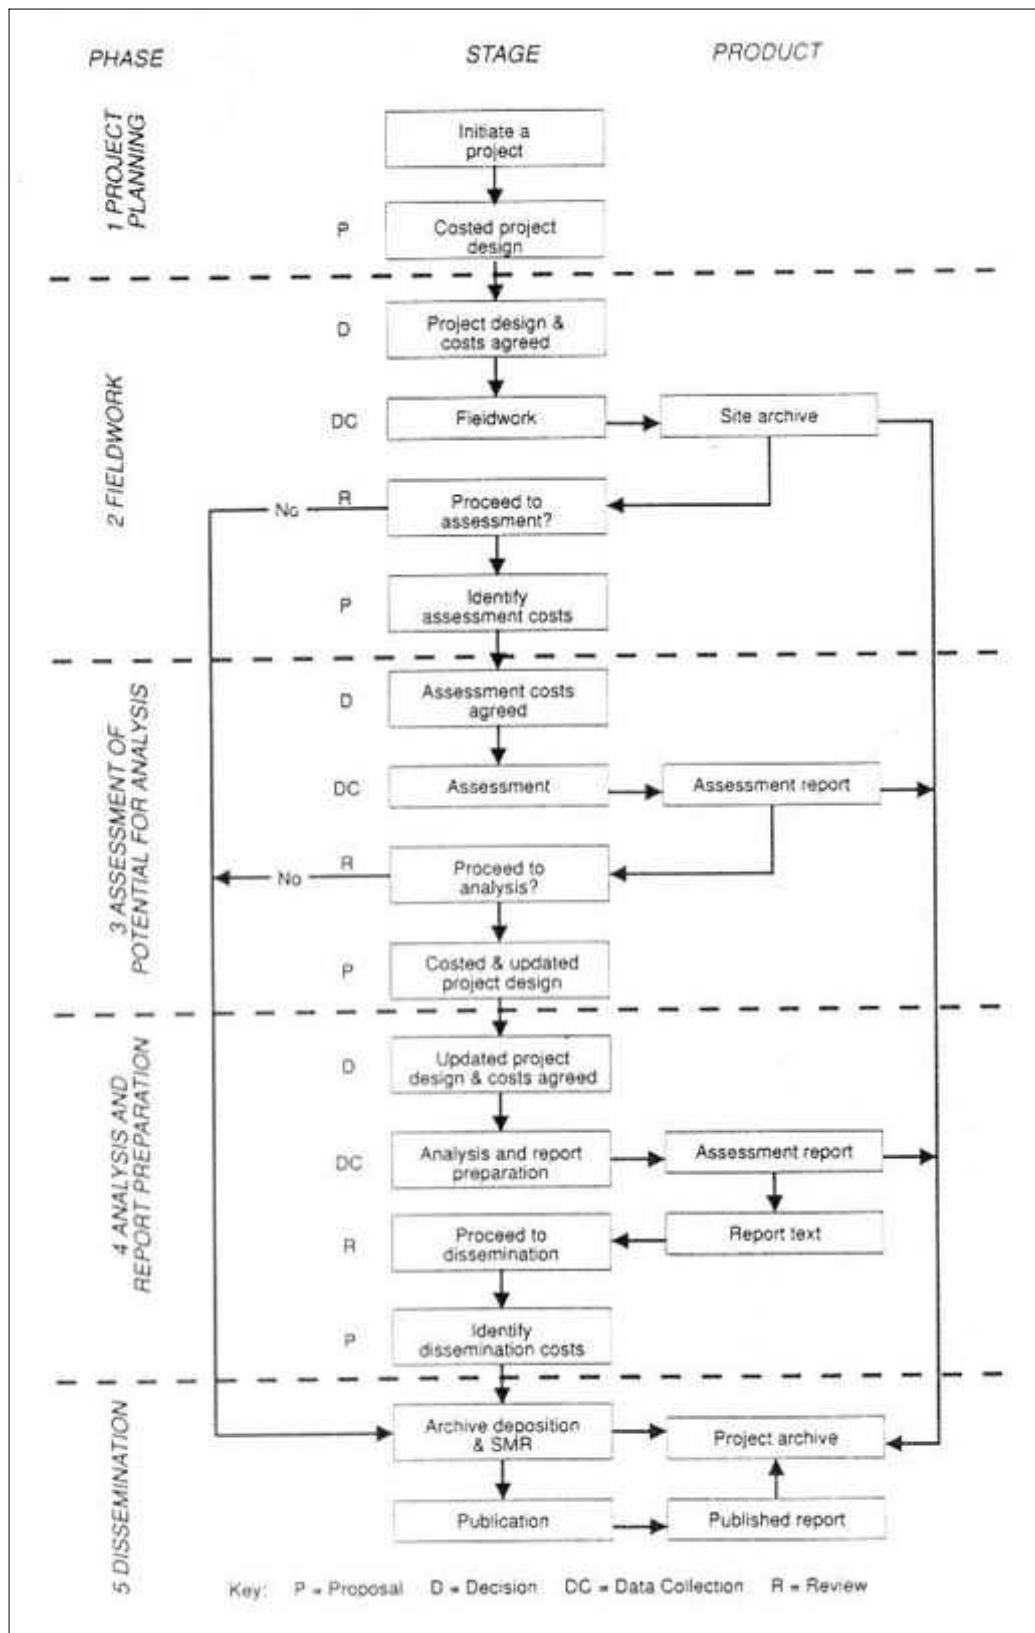 PHASE STAGE PRODUCT
1 PROJECT
PLANNING
Initiate a
project
P
Costed project
design
2 FIELDWORK
D
Project design &
costs agreed
DC
Fieldwork
Site archive
No
R
Proceed to
assessment?
P
Identify
assessment costs
3 ASSESSMENT OF
POTENTIAL FOR ANALYSIS
D
Assessment costs
agreed
DC
Assessment
Assessment report
No
R
Proceed to
analysis?
P
Costed & updated
project design
4 ANALYSIS AND
REPORT PREPARATION
D
Updated project
design & costs agreed
DC
Analysis and report
preparation
Assessment report
Report text
R
Proceed to
dissemination
P
Identify
dissemination costs
5 DISSEMINATION
Archive deposition
& SMR
Project archive
Publication
Published report
Key: P = Proposal D = Decision DC = Data Collection R = Review